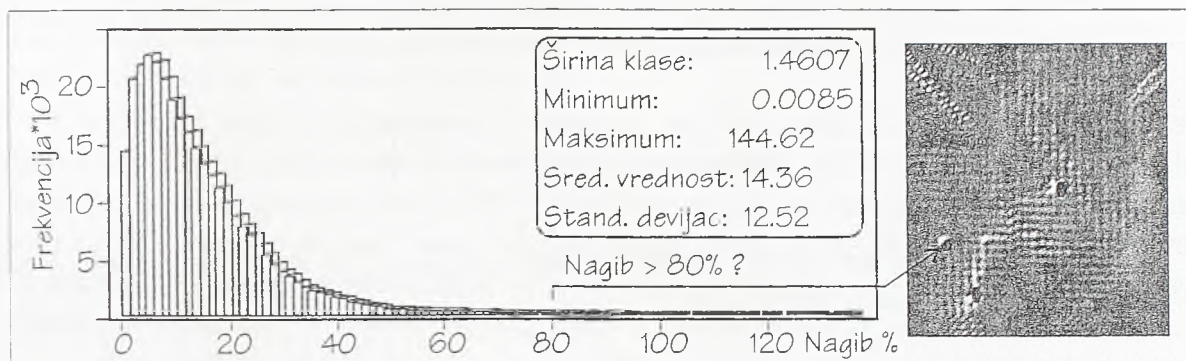 Frekvencija*10³
20
15
10
5
Širina klase: 1.4607
Minimum: 0.0085
Maksimum: 144.62
Sred. vrednost: 14.36
Stand. devijac: 12.52
Nagib > 80% ?
0 20 40 60 80 100 120 Nagib %